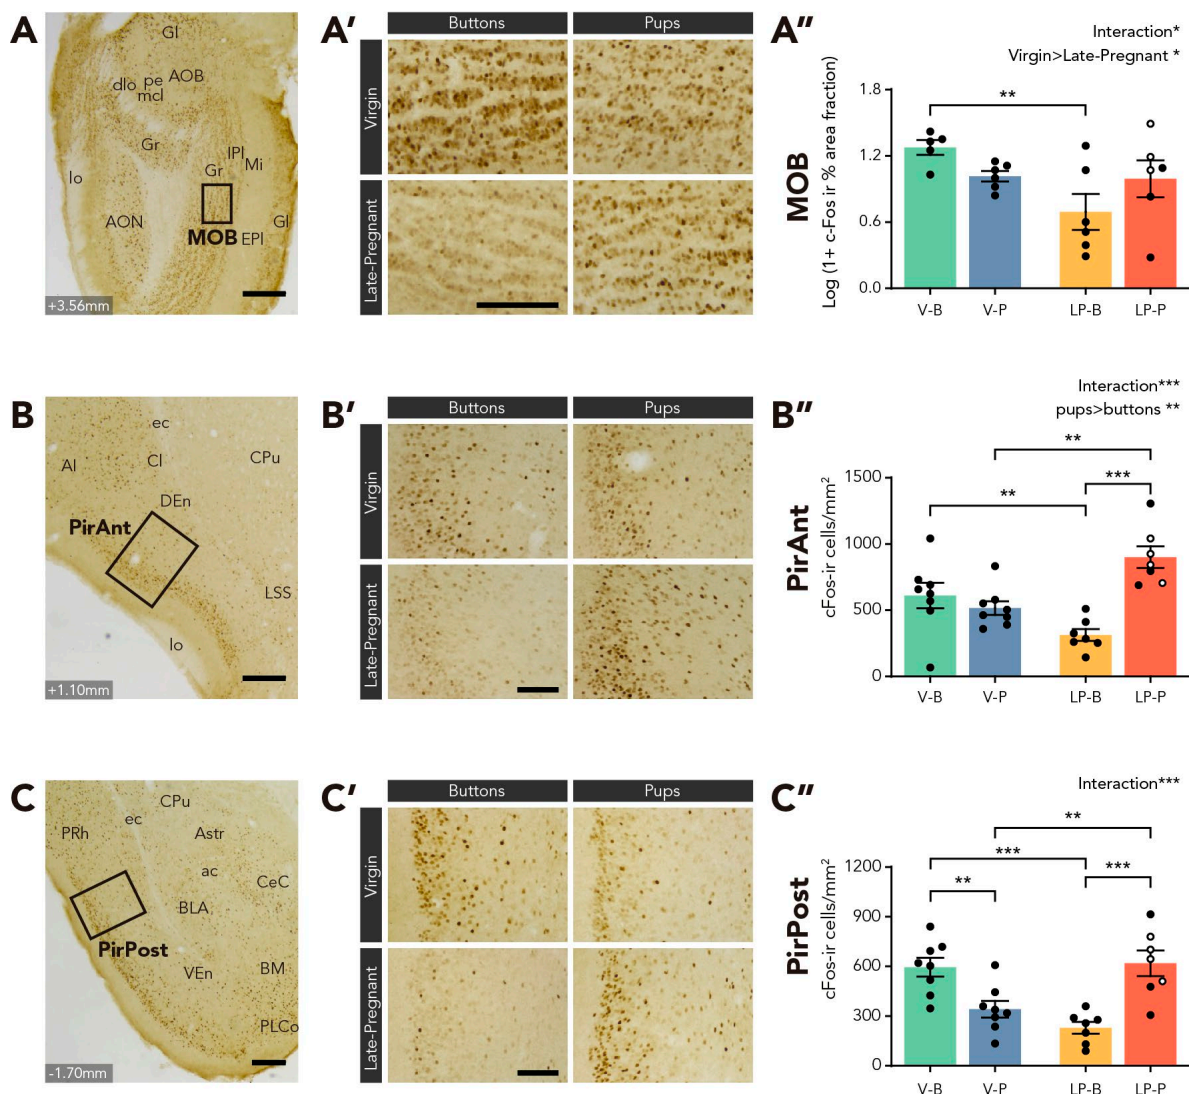 A
Gl
dlo
pe
mcl
AOB
Gr
lo
Gr
IPl
Mi
AON
Gl
MOB
EPl
+3.56mm
A′
Buttons
Pups
Virgin
Late-Pregnant
A″
Interaction*
Virgin>Late-Pregnant *
MOB
Log (1+ c-Fos ir % area fraction)
1.8
1.2
0.6
0.0
**
V-B
V-P
LP-B
LP-P
B
ec
AI
Cl
CPu
DEn
PirAnt
LSS
lo
+1.10mm
B′
Buttons
Pups
Virgin
Late-Pregnant
B″
Interaction***
pups>buttons **
PirAnt
cFos-ir cells/mm²
1500
1000
500
0
**
**
***
V-B
V-P
LP-B
LP-P
C
CPu
ec
PRh
Astr
ac
CeC
BLA
PirPost
VEn
BM
PLCo
-1.70mm
C′
Buttons
Pups
Virgin
Late-Pregnant
C″
Interaction***
PirPost
cFos-ir cells/mm²
1200
900
600
300
0
**
***
***
**
V-B
V-P
LP-B
LP-P